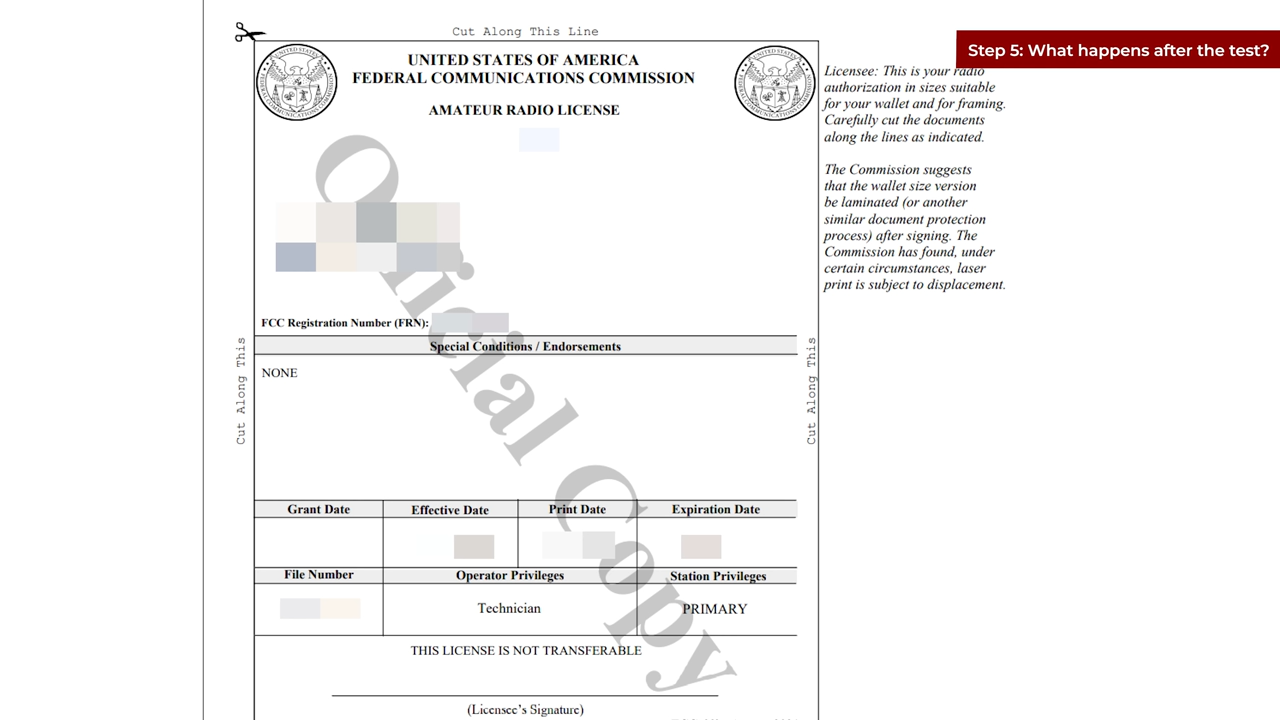 Cut Along This Line
Step 5: What happens after the test?
UNITED STATES OF AMERICA
FEDERAL COMMUNICATIONS COMMISSION
AMATEUR RADIO LICENSE
Licensee: This is your radio
authorization in sizes suitable
for your wallet and for framing.
Carefully cut the documents
along the lines as indicated.
The Commission suggests
that the wallet size version
be laminated (or another
similar document protection
process) after signing. The
Commission has found, under
certain circumstances, laser
print is subject to displacement.
Official Copy
FCC Registration Number (FRN):
Special Conditions / Endorsements
NONE
Cut Along This
Cut Along This
Grant Date Effective Date Print Date Expiration Date
File Number Operator Privileges Station Privileges
Technician PRIMARY
THIS LICENSE IS NOT TRANSFERABLE
(Licensee's Signature)